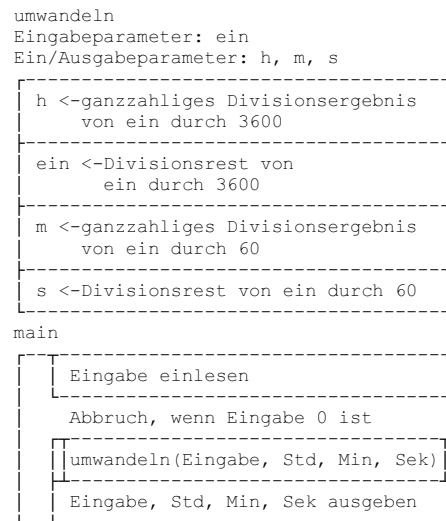 umwandeln
Eingabeparameter: ein
Ein/Ausgabeparameter: h, m, s
h <-ganzzahliges Divisionsergebnis
von ein durch 3600
ein <-Divisionsrest von
ein durch 3600
m <-ganzzahliges Divisionsergebnis
von ein durch 60
s <-Divisionsrest von ein durch 60
main
Eingabe einlesen
Abbruch, wenn Eingabe 0 ist
umwandeln(Eingabe, Std, Min, Sek)
Eingabe, Std, Min, Sek ausgeben